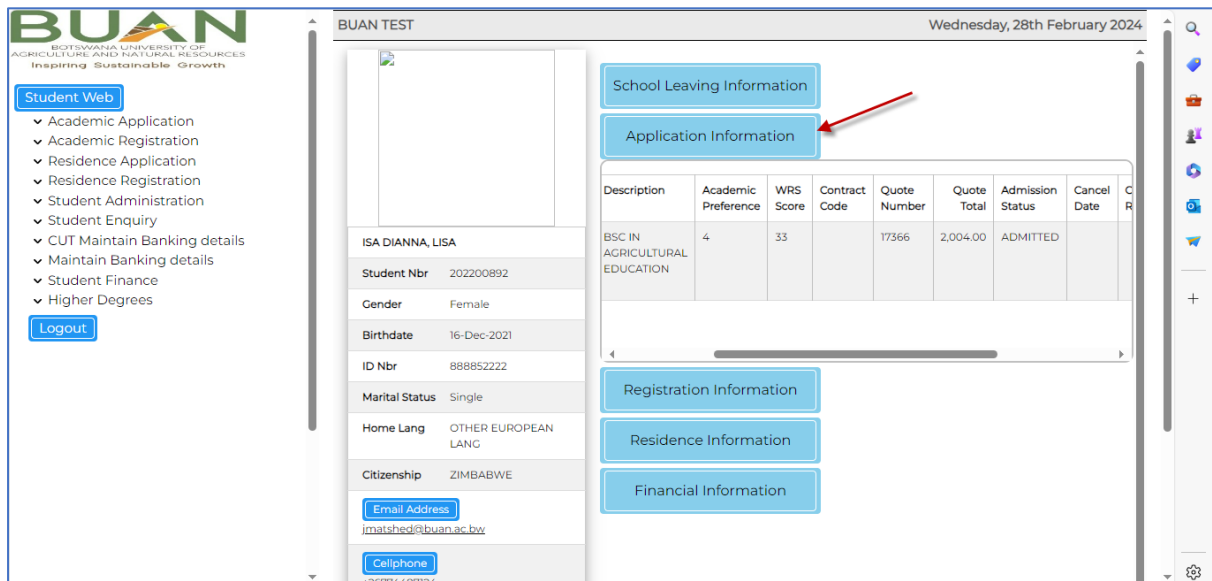 BUAN
BOTSWANA UNIVERSITY OF
AGRICULTURE AND NATURAL RESOURCES
Inspiring Sustainable Growth
Student Web
Academic Application
Academic Registration
Residence Application
Residence Registration
Student Administration
Student Enquiry
CUT Maintain Banking details
Maintain Banking details
Student Finance
Higher Degrees
Logout
BUAN TEST
Wednesday, 28th February 2024
ISA DIANNA, LISA
Student Nbr 202200892
Gender Female
Birthdate 16-Dec-2021
ID Nbr 888852222
Marital Status Single
Home Lang OTHER EUROPEAN
LANG
Citizenship ZIMBABWE
Email Address
jmatshed@buan.ac.bw
Cellphone
School Leaving Information
Application Information
Description Academic WRS Contract Quote Quote Admission Cancel
Preference Score Code Number Total Status Date
BSC IN 4 33 17366 2,004.00 ADMITTED
AGRICULTURAL
EDUCATION
Registration Information
Residence Information
Financial Information